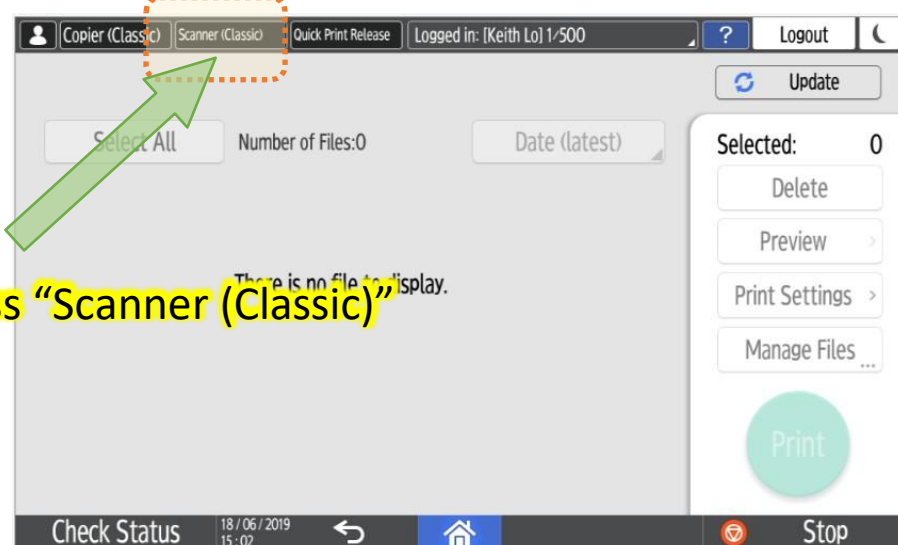 Copier (Classic) Scanner (Classic) Quick Print Release Logged in: [Keith Lo] 1/500 ? Logout
Update
Select All Number of Files:0 Date (latest) Selected: 0
Delete
Preview
There is no file to display.
s “Scanner (Classic)”
Print Settings
Manage Files
Print
Check Status 18/06/2019 15:02 Stop